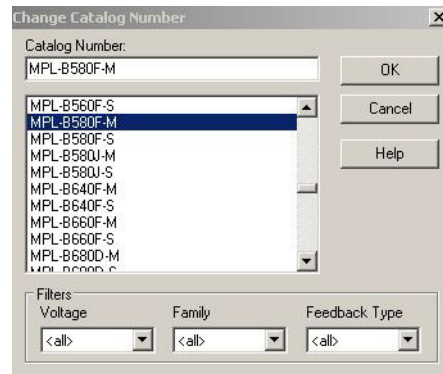 Change Catalog Number
Catalog Number:
MPL-B580F-M
OK
Cancel
Help
MPL-B560F-S
MPL-B580F-M
MPL-B580F-S
MPL-B580J-M
MPL-B580J-S
MPL-B640F-M
MPL-B640F-S
MPL-B660F-M
MPL-B660F-S
MPL-B680D-M
Filters
Voltage
Family
Feedback Type
<all>
<all>
<all>